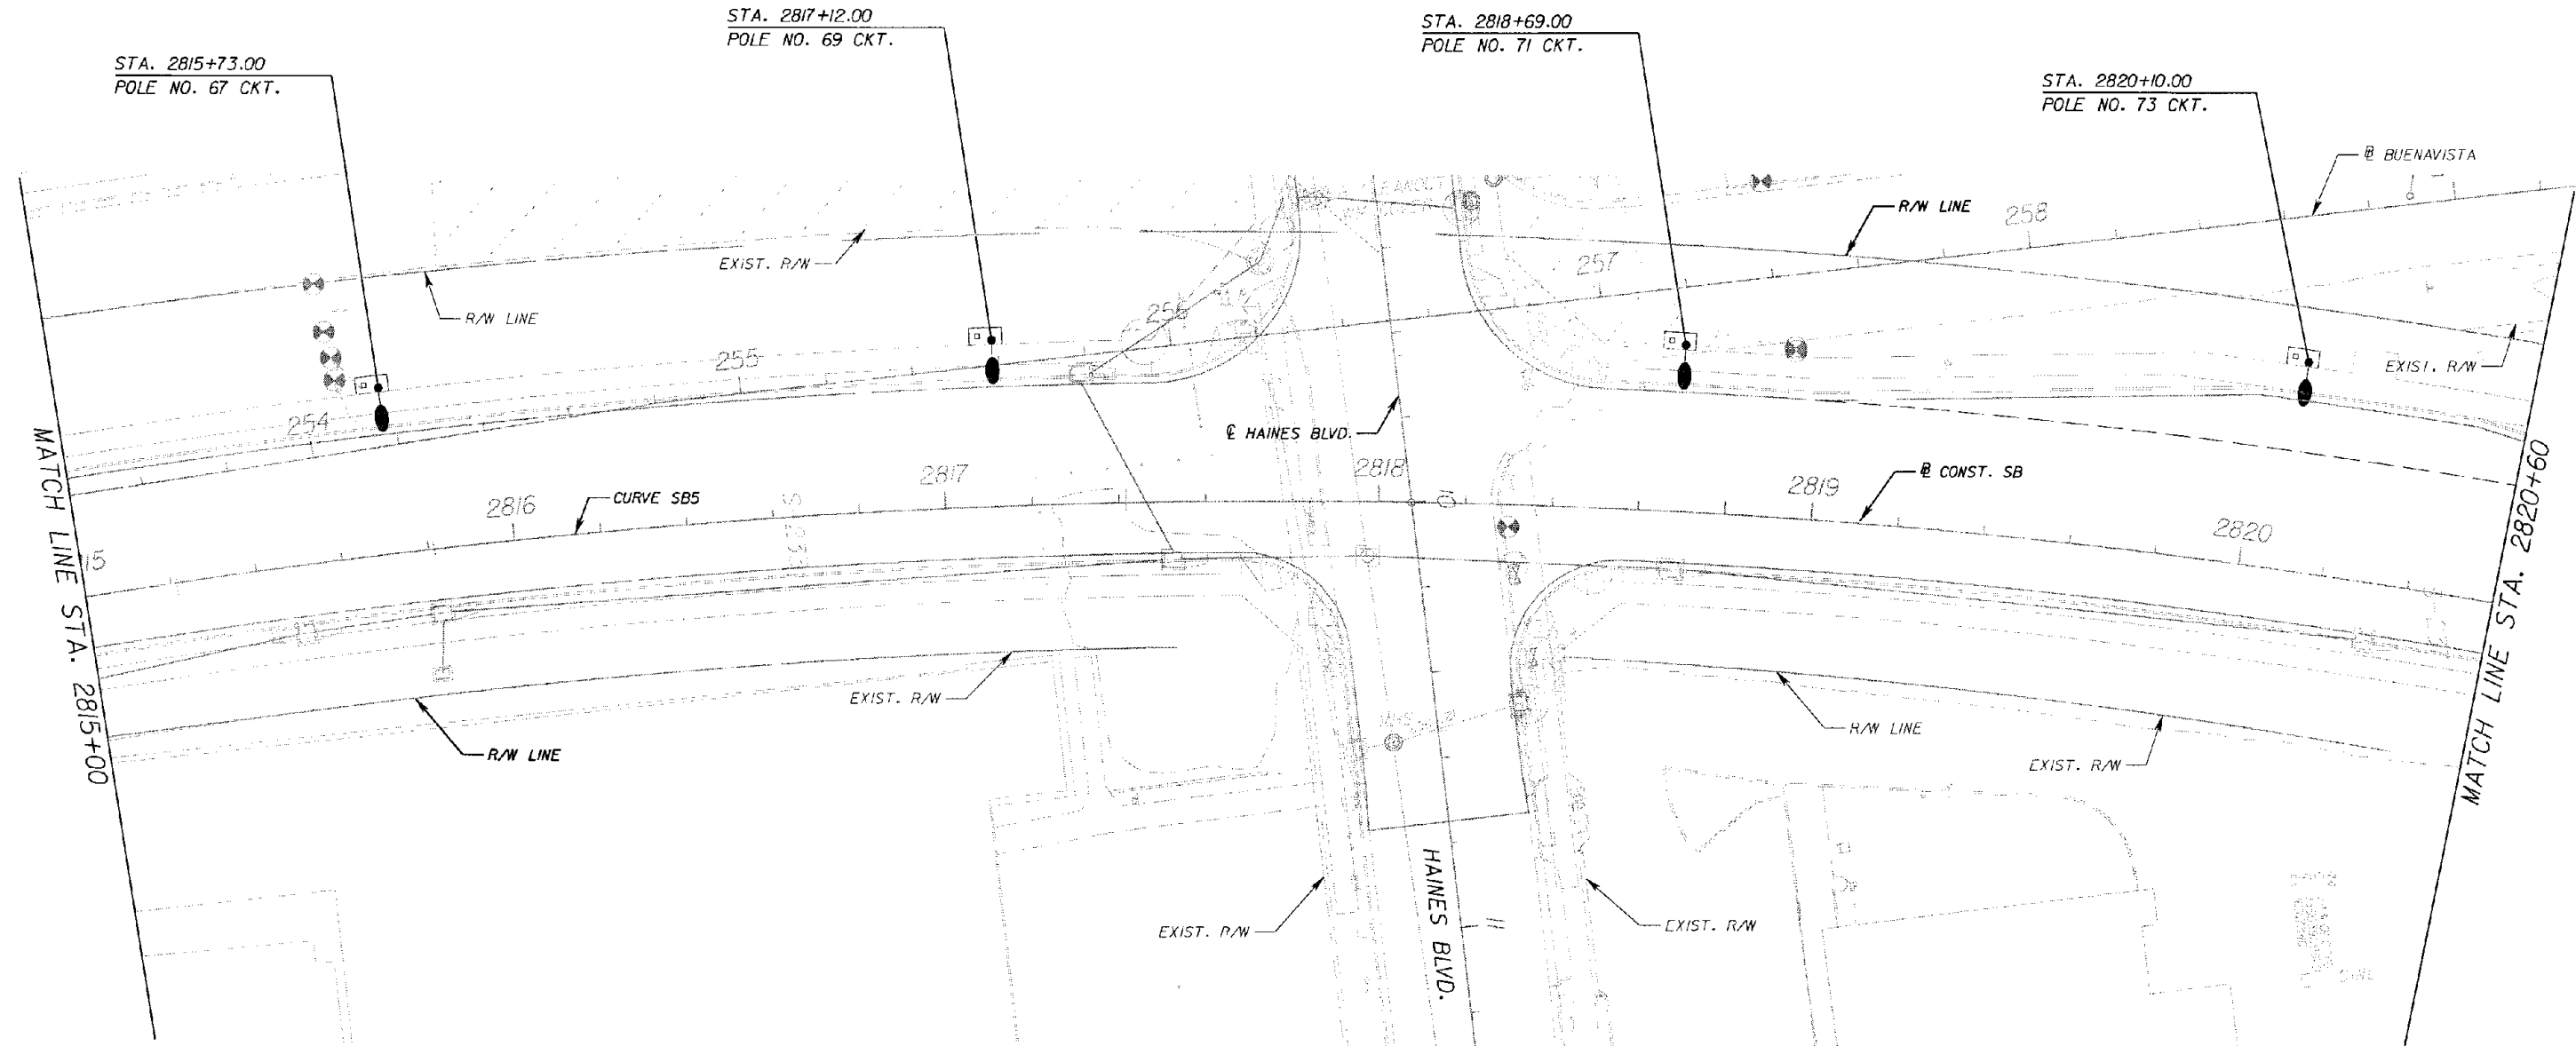 STA. 2817+12.00
POLE NO. 69 CKT.
STA. 2818+69.00
POLE NO. 71 CKT.
STA. 2815+73.00
POLE NO. 67 CKT.
STA. 2820+10.00
POLE NO. 73 CKT.
BUENAVISTA
R/W LINE
258
EXIST. R/W
257
R/W LINE
256
255
EXIST. R/W
254
℄ HAINES BLVD.
MATCH LINE STA. 2815+00
MATCH LINE STA. 2820+60
2817
2818
CONST. SB
2819
CURVE SB5
2816
2820
15
EXIST. R/W
R/W LINE
R/W LINE
EXIST. R/W
HAINES BLVD.
EXIST. R/W
EXIST. R/W